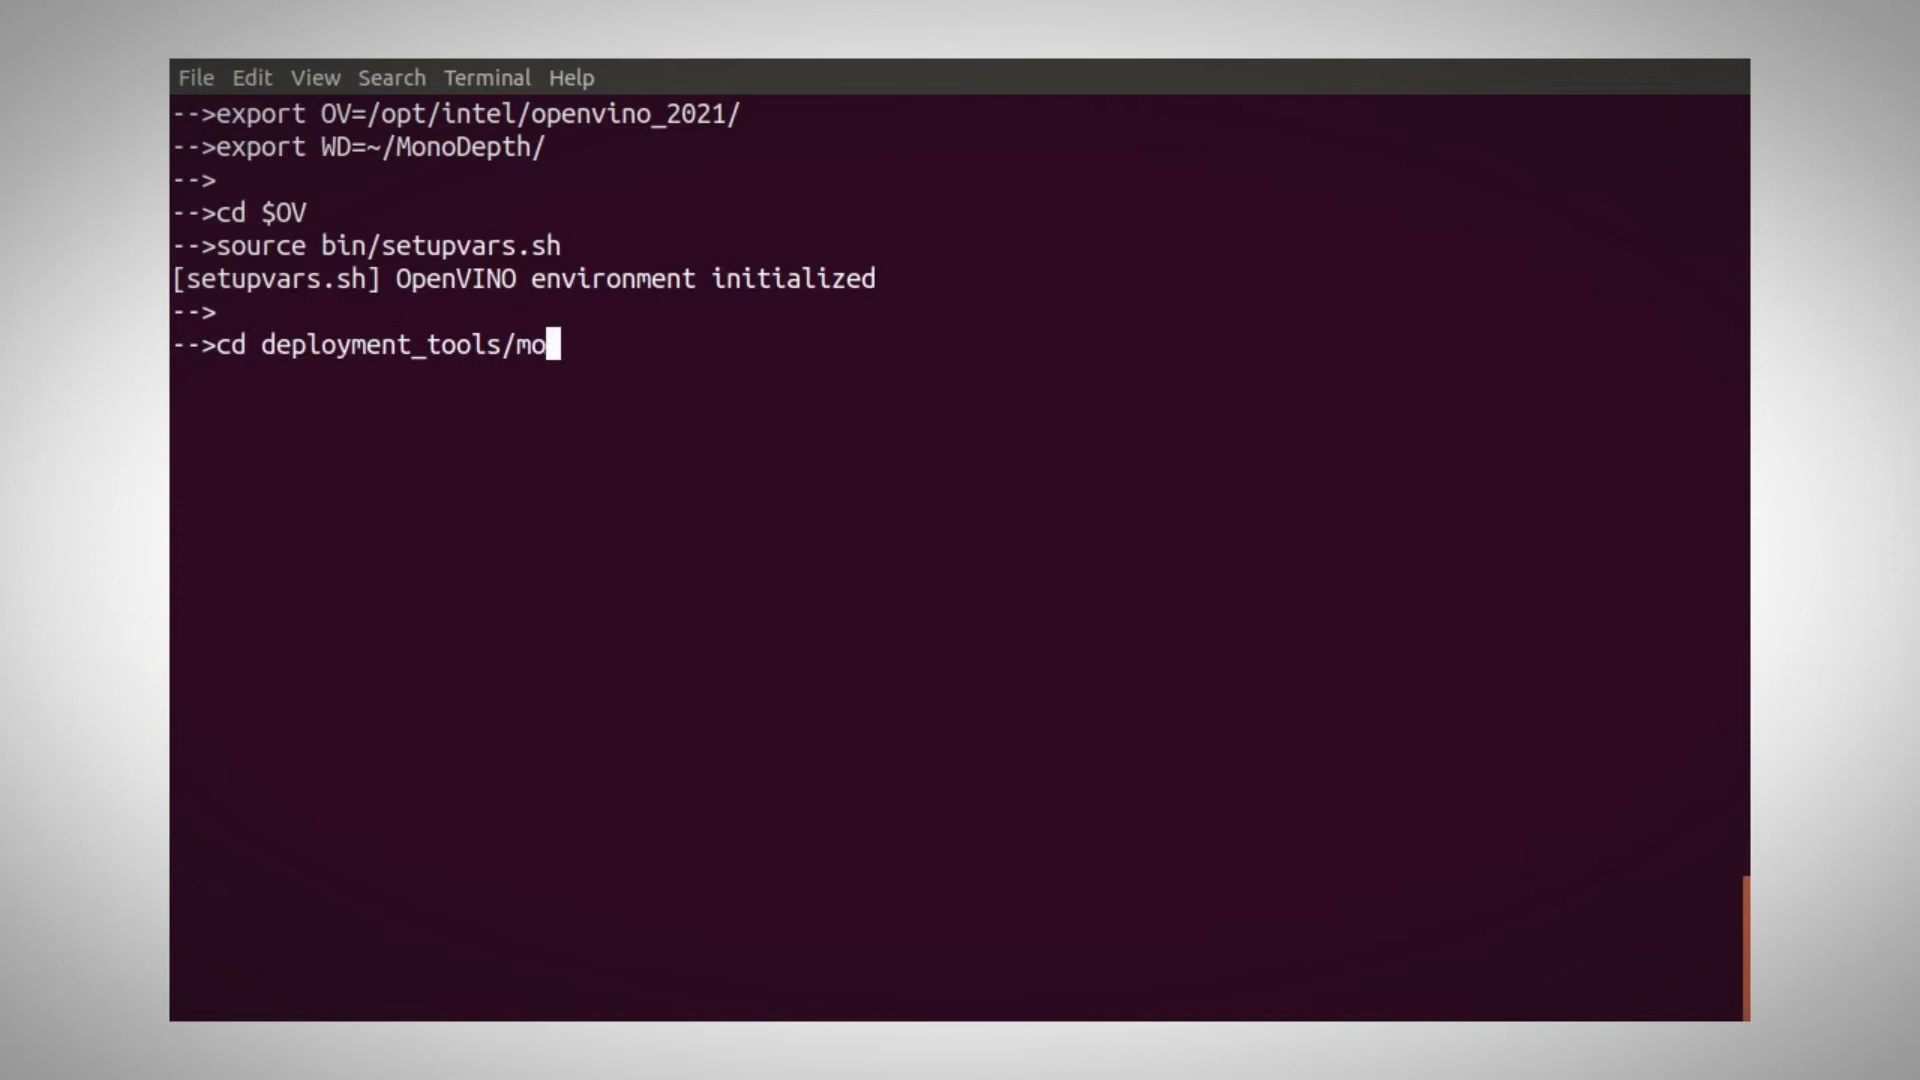 File Edit View Search Terminal Help
-->export OV=/opt/intel/openvino_2021/
-->export WD=~/MonoDepth/
-->
-->cd $OV
-->source bin/setupvars.sh
[setupvars.sh] OpenVINO environment initialized
-->
-->cd deployment_tools/mo